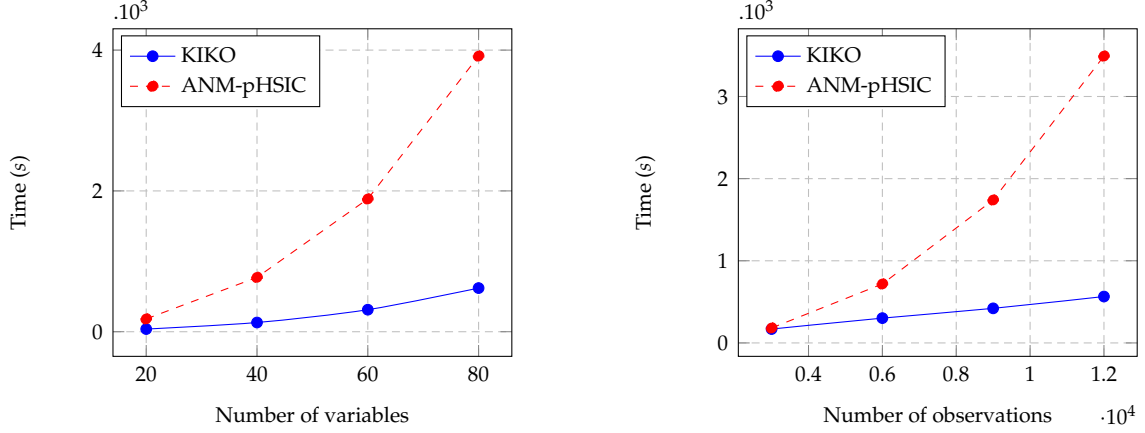 .10³
4
2
0
20 40 60 80
Time (s)
Number of variables
KIKO
ANM-pHSIC
.10³
3
2
1
0
0.4 0.6 0.8 1 1.2
Time (s)
Number of observations ·10⁴
KIKO
ANM-pHSIC